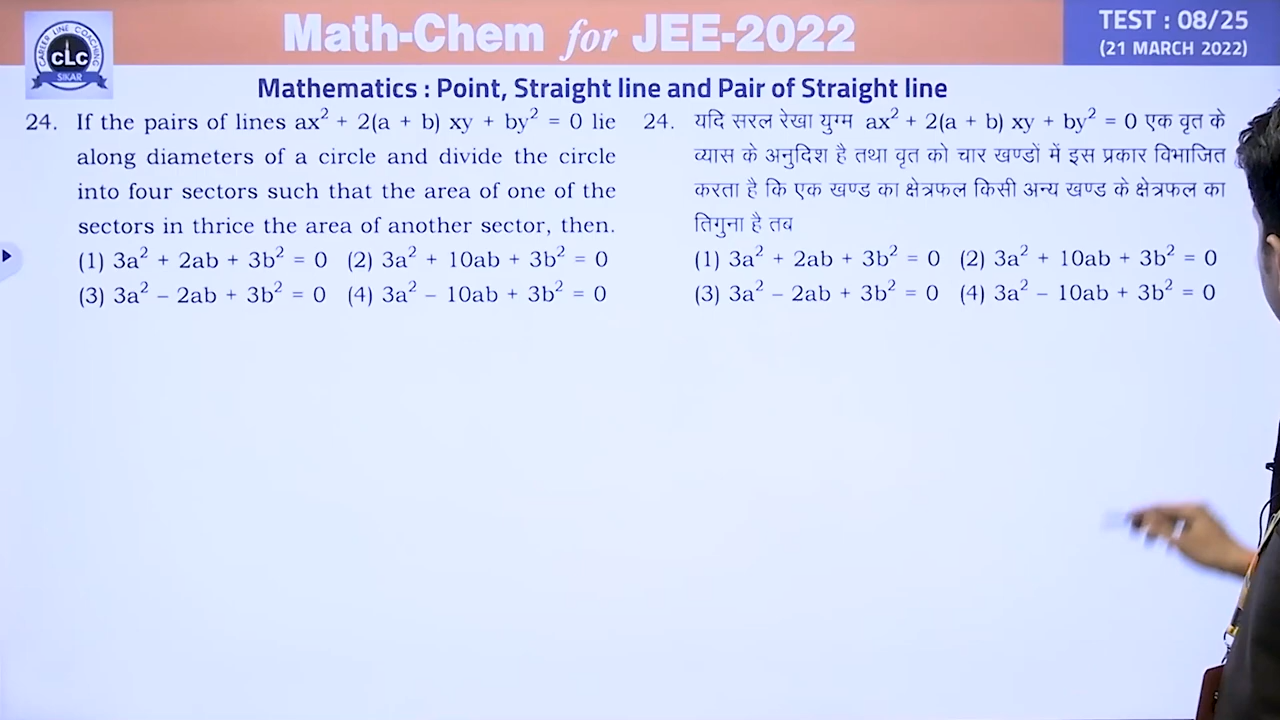 CAREER LINE COACHING
CLC
SIKAR
Math-Chem for JEE-2022
TEST : 08/25
(21 MARCH 2022)
Mathematics : Point, Straight line and Pair of Straight line
24. If the pairs of lines ax² + 2(a + b) xy + by² = 0 lie
along diameters of a circle and divide the circle
into four sectors such that the area of one of the
sectors in thrice the area of another sector, then.
(1) 3a² + 2ab + 3b² = 0 (2) 3a² + 10ab + 3b² = 0
(3) 3a² – 2ab + 3b² = 0 (4) 3a² – 10ab + 3b² = 0
24. यदि सरल रेखा युग्म ax² + 2(a + b) xy + by² = 0 एक वृत के
व्यास के अनुदिश है तथा वृत को चार खण्डों में इस प्रकार विभाजित
करता है कि एक खण्ड का क्षेत्रफल किसी अन्य खण्ड के क्षेत्रफल का
तिगुना है तब
(1) 3a² + 2ab + 3b² = 0 (2) 3a² + 10ab + 3b² = 0
(3) 3a² – 2ab + 3b² = 0 (4) 3a² – 10ab + 3b² = 0